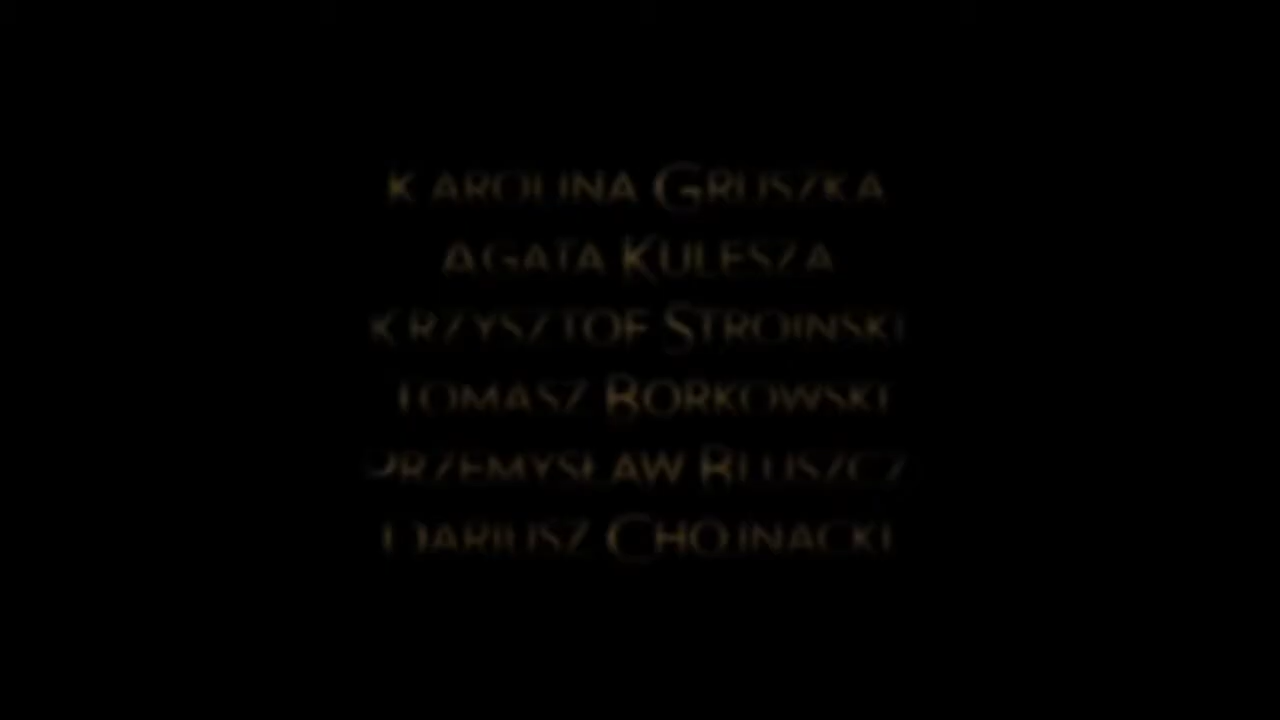 KAROLINA GRUSZKA
AGATA KULESZA
KRZYSZTOF STROINSKI
TOMASZ BORKOWSKI
PRZEMYSŁAW BLUSZCZ
DARIUSZ CHOJNACKI